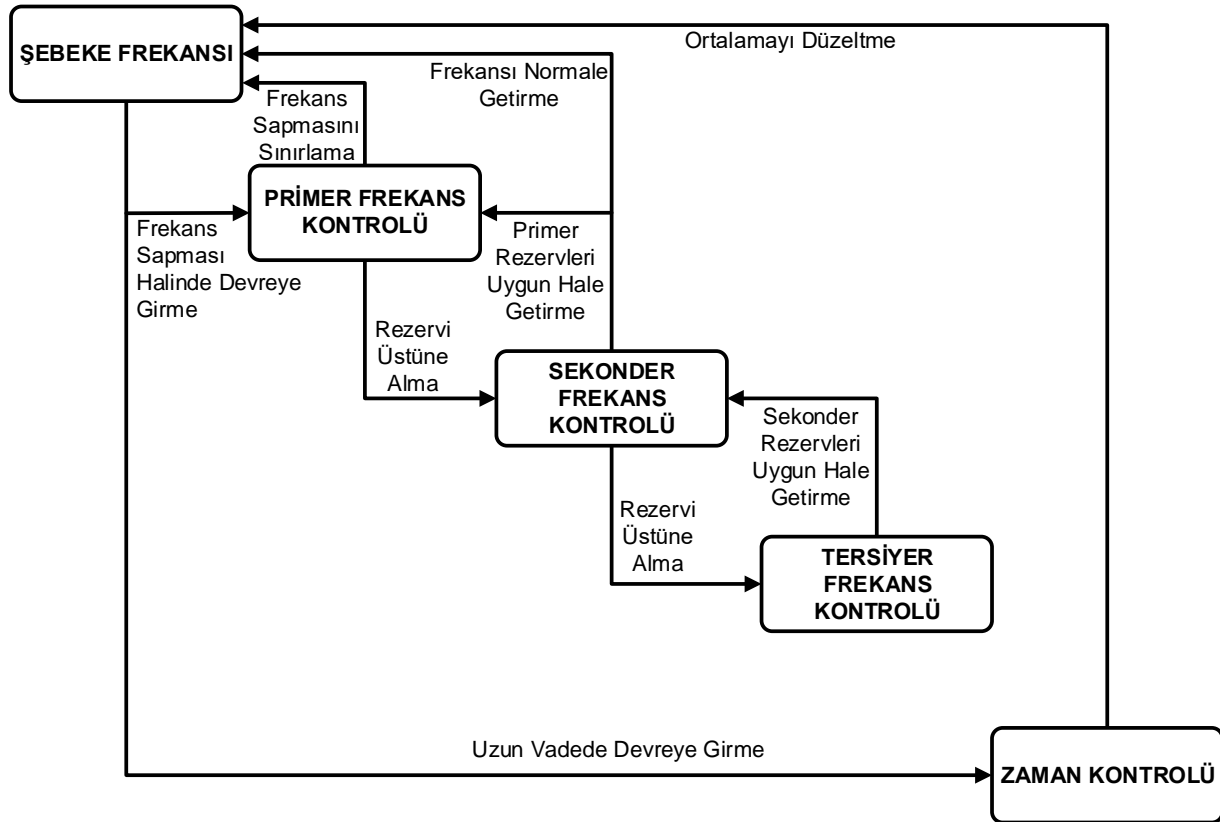 ŞEBEKE FREKANSI
Ortalamayı Düzeltme
Frekansı Normale
Getirme
Frekans
Sapmasını
Sınırlama
PRİMER FREKANS
KONTROLÜ
Frekans
Sapması
Halinde Devreye
Girme
Primer
Rezervleri
Uygun Hale
Getirme
Rezervi
Üstüne
Alma
SEKONDER
FREKANS
KONTROLÜ
Sekonder
Rezervleri
Uygun Hale
Getirme
Rezervi
Üstüne
Alma
TERSİYER
FREKANS
KONTROLÜ
Uzun Vadede Devreye Girme
ZAMAN KONTROLÜ